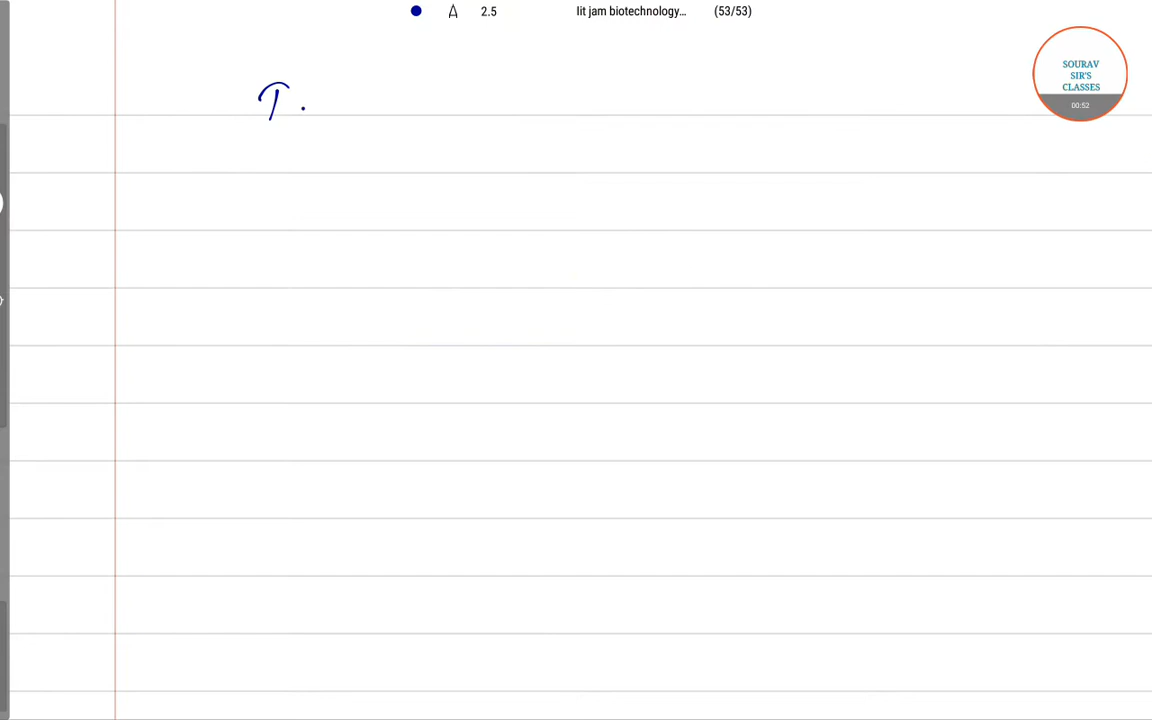 2.5 Iit jam biotechnology... (53/53)
SOURAV
SIR'S
CLASSES
00:52
T.